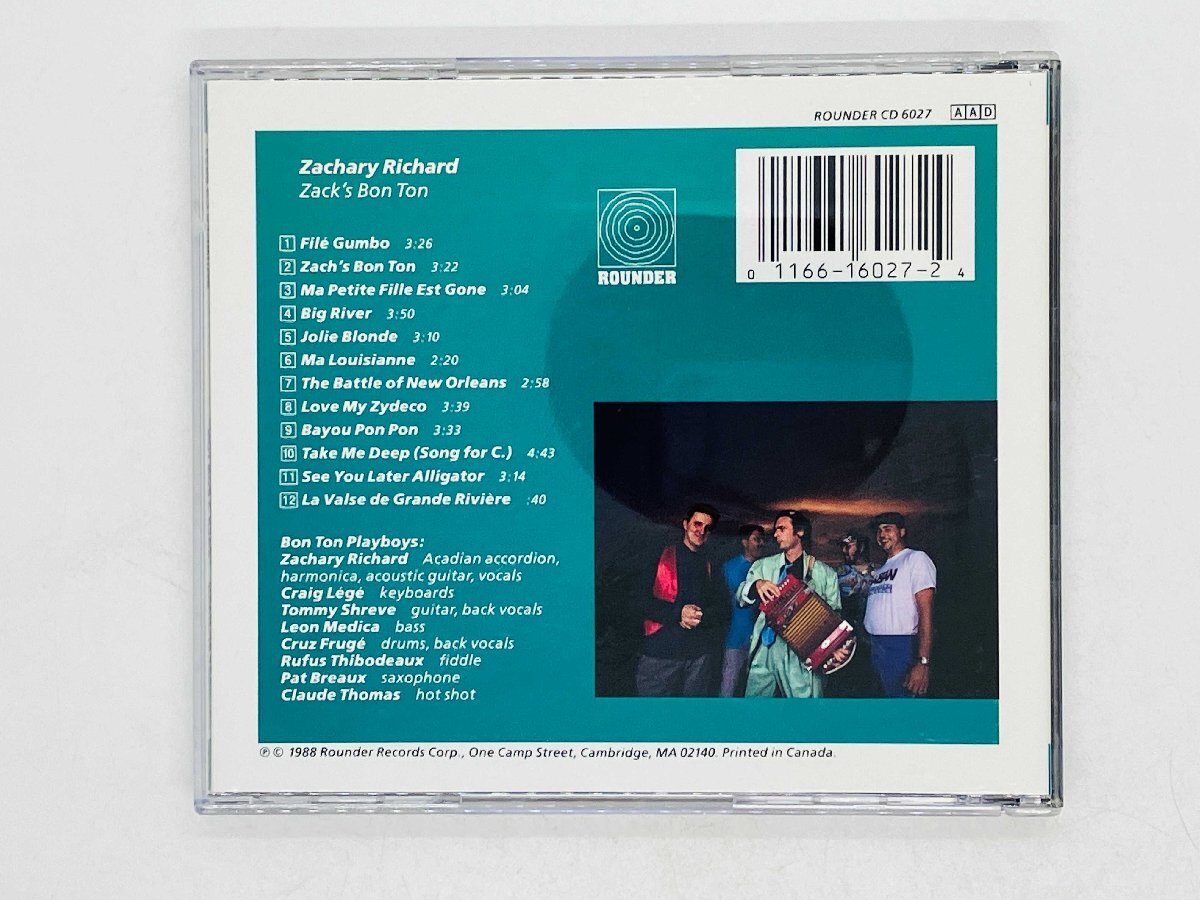 ROUNDER CD 6027 AAD
Zachary Richard
Zack's Bon Ton
1 Filé Gumbo 3:26
2 Zach's Bon Ton 3:22
3 Ma Petite Fille Est Gone 3:04
4 Big River 3:50
5 Jolie Blonde 3:10
6 Ma Louisianne 2:20
7 The Battle of New Orleans 2:58
8 Love My Zydeco 3:39
9 Bayou Pon Pon 3:33
10 Take Me Deep (Song for C.) 4:43
11 See You Later Alligator 3:14
12 La Valse de Grande Rivière :40
ROUNDER
0 1166-16027-2 4
Bon Ton Playboys:
Zachary Richard Acadian accordion,
harmonica, acoustic guitar, vocals
Craig Légé keyboards
Tommy Shreve guitar, back vocals
Leon Medica bass
Cruz Frugé drums, back vocals
Rufus Thibodeaux fiddle
Pat Breaux saxophone
Claude Thomas hot shot
℗ © 1988 Rounder Records Corp., One Camp Street, Cambridge, MA 02140. Printed in Canada.